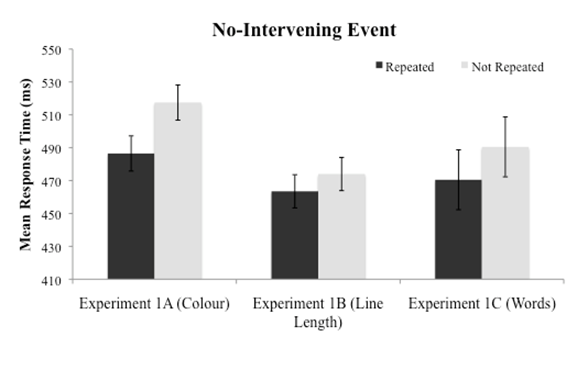 No-Intervening Event
Repeated Not Repeated
Mean Response Time (ms)
550
530
510
490
470
450
430
410
Experiment 1A (Colour) Experiment 1B (Line Experiment 1C (Words)
Length)